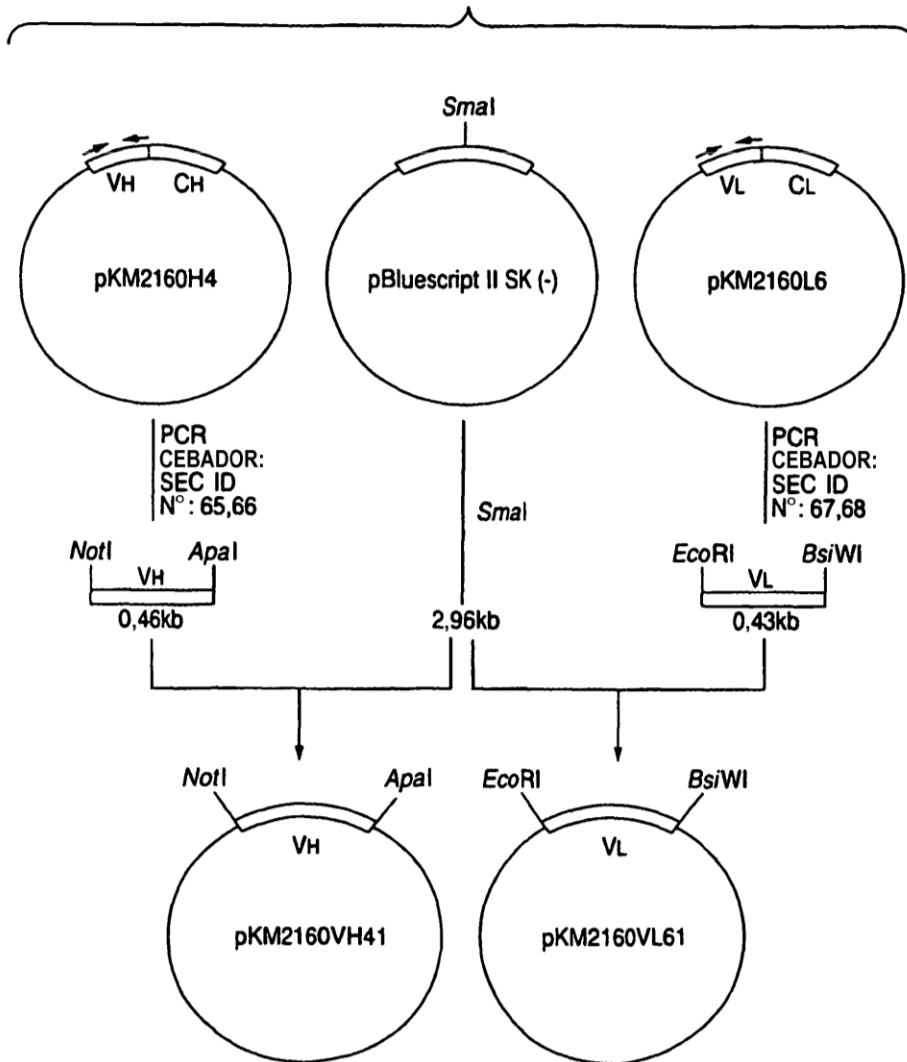 SmaI
VH CH
VL CL
pKM2160H4
pBluescript II SK (-)
pKM2160L6
PCR
CEBADOR:
SEC ID
N°: 65,66
SmaI
PCR
CEBADOR:
SEC ID
N°: 67,68
NotI ApaI
VH
0,46kb
2,96kb
EcoRI BsiWI
VL
0,43kb
NotI ApaI
VH
pKM2160VH41
EcoRI BsiWI
VL
pKM2160VL61